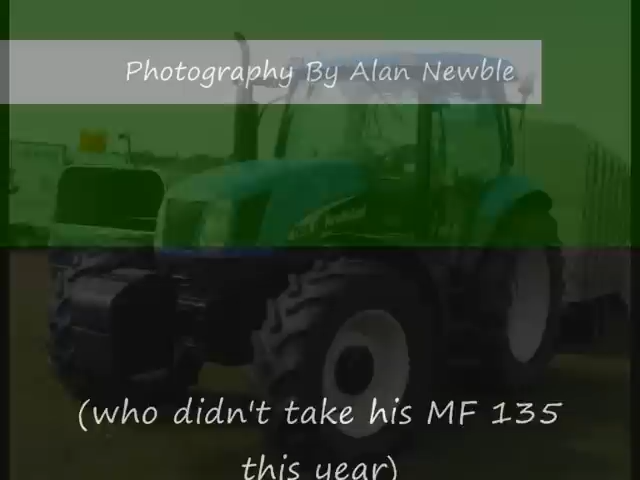 Photography By Alan Newble
(who didn't take his MF 135
this year)